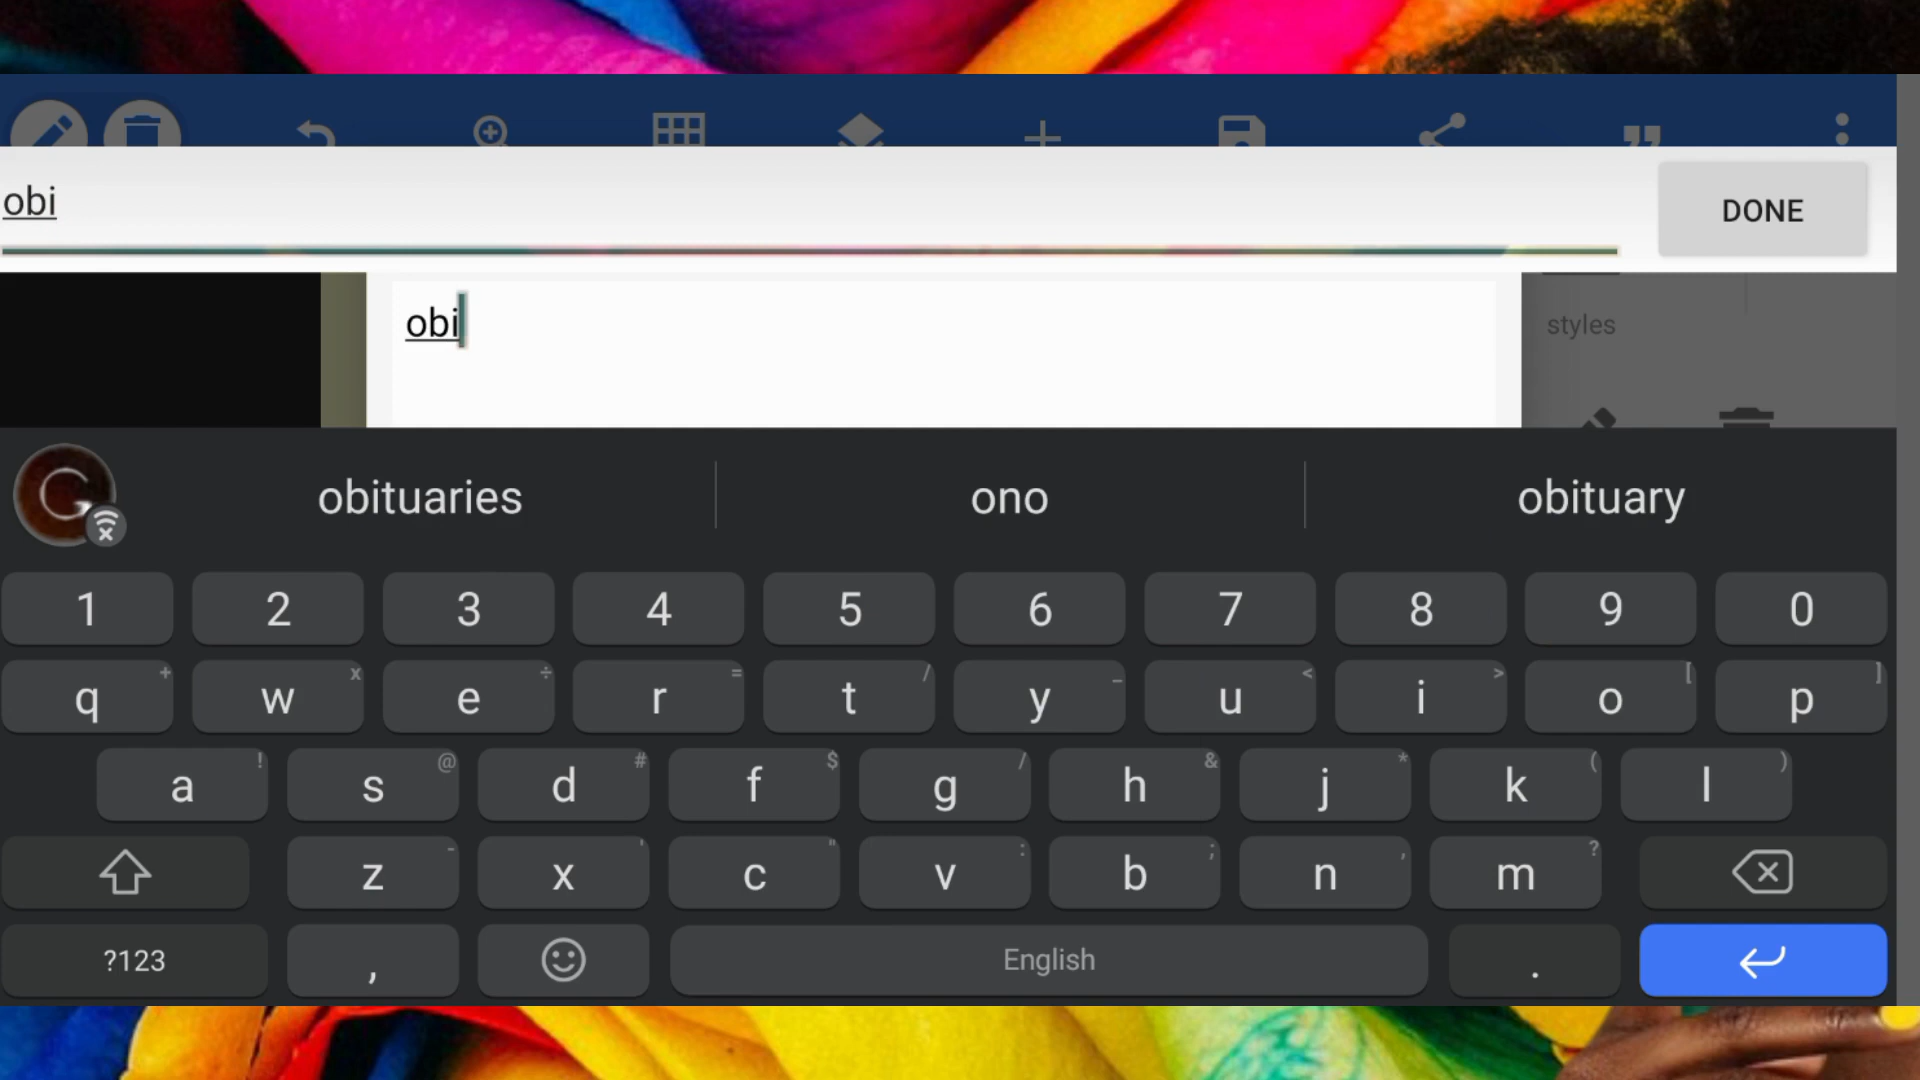 obi
DONE
obi
styles
obituaries ono obituary
1 2 3 4 5 6 7 8 9 0
q + w x e ÷ r = t / y _ u < i > o [ p ]
a ! s @ d # f $ g / h & j * k ( l )
z - x ' c " v : b ; n , m ?
?123 , English .